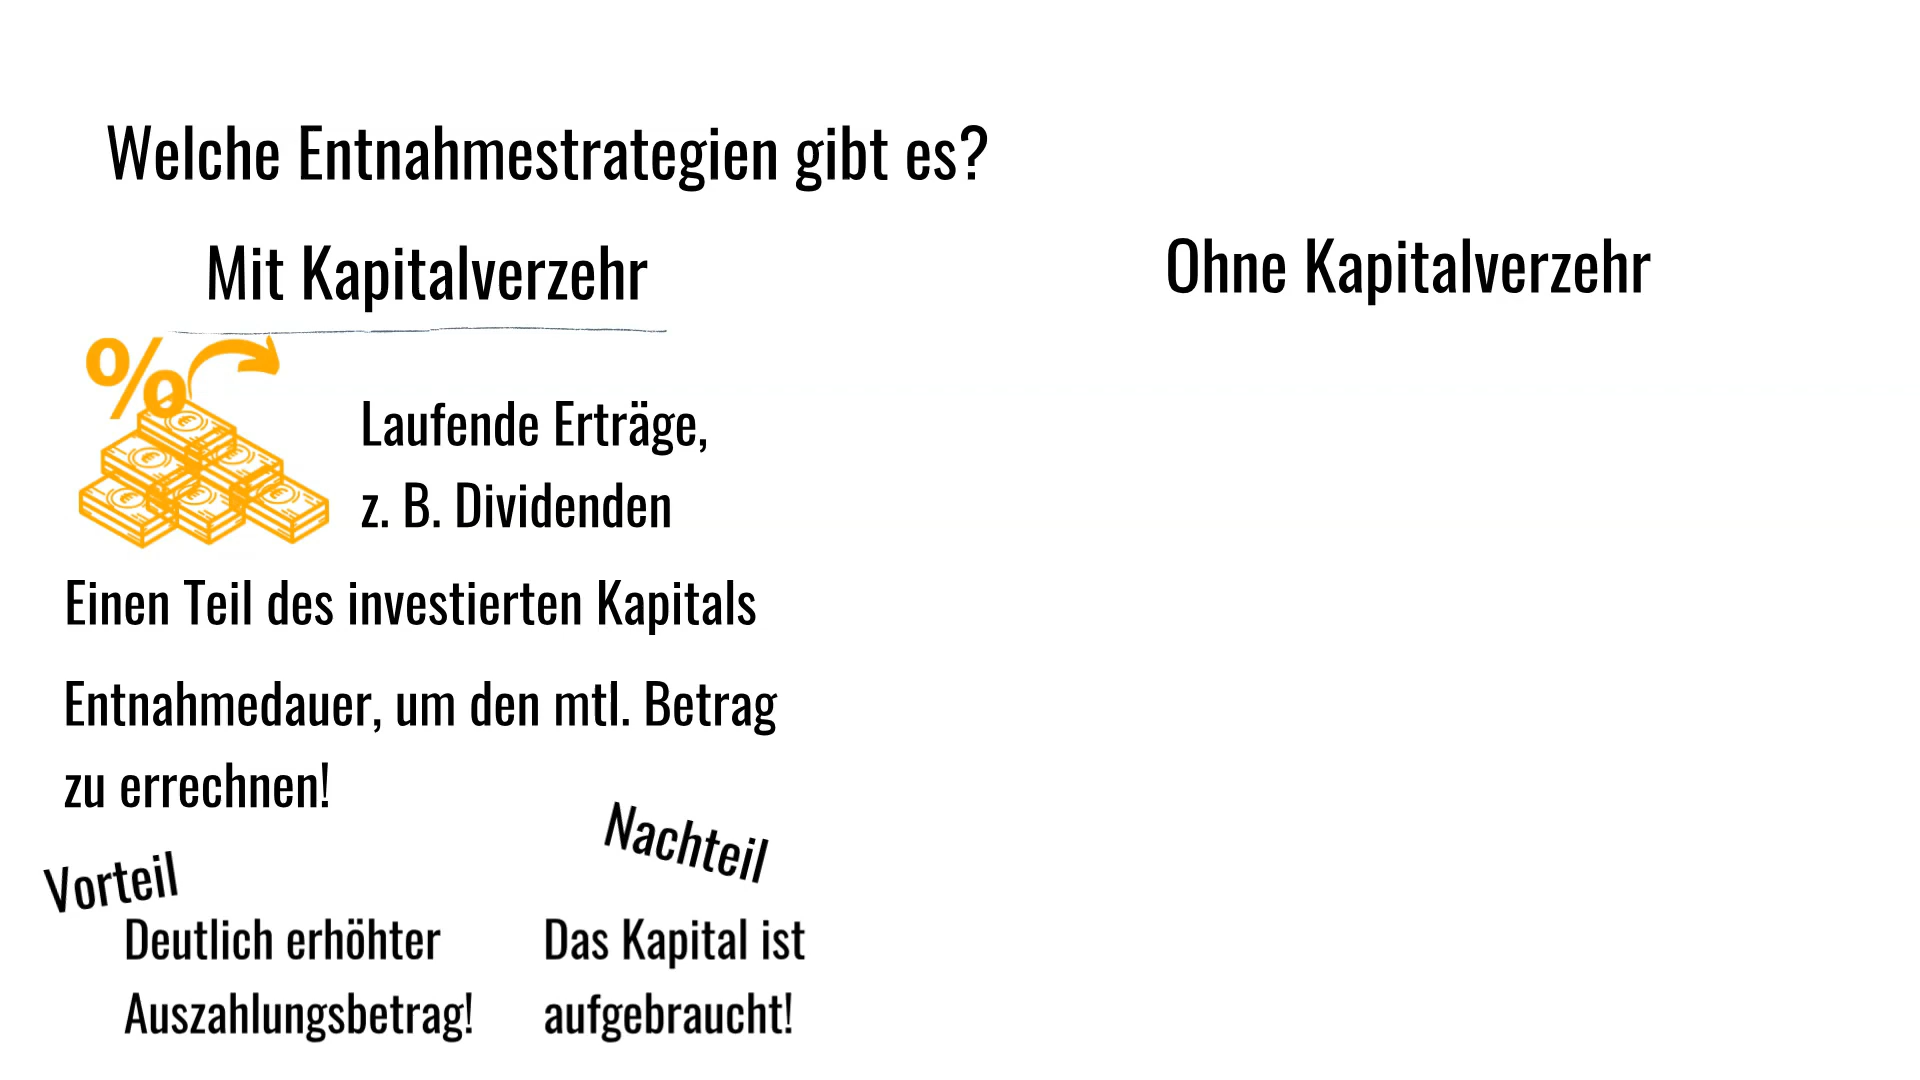 Welche Entnahmestrategien gibt es?
Mit Kapitalverzehr
%
Laufende Erträge,
z. B. Dividenden
Einen Teil des investierten Kapitals
Entnahmedauer, um den mtl. Betrag
zu errechnen!
Vorteil
Deutlich erhöhter
Auszahlungsbetrag!
Nachteil
Das Kapital ist
aufgebraucht!
Ohne Kapitalverzehr